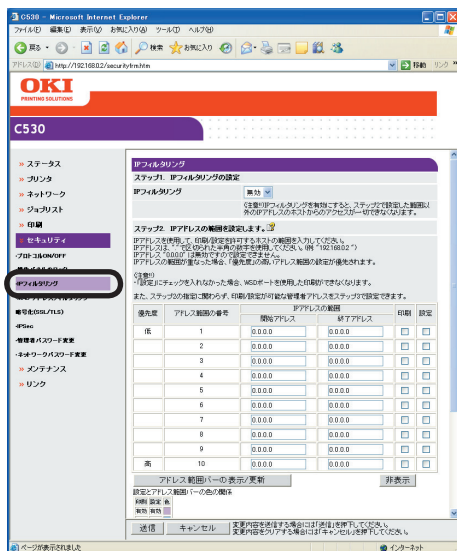 C530 - Microsoft Internet Explorer
ファイル(F) 編集(E) 表示(V) お気に入り(A) ツール(T) ヘルプ(H)
戻る 検索 お気に入り
アドレス(D) http://192.168.0.2/securityfrm.htm 移動 リンク »
OKI
PRINTING SOLUTIONS
C530
» ステータス
» プリンタ
» ネットワーク
» ジョブリスト
» 印刷
» セキュリティ
・プロトコルON/OFF
・IPフィルタリング
暗号化(SSL/TLS)
・IPSec
・管理者パスワード変更
・ネットワークパスワード変更
» メンテナンス
» リンク
IPフィルタリング
ステップ1. IPフィルタリングの設定
IPフィルタリング 無効
(注意!)IPフィルタリングを有効にすると、ステップ2で設定した範囲以
外のIPアドレスのホストからのアクセスが一切できなくなります。
ステップ2. IPアドレスの範囲を設定します。
IPアドレスを使用して、印刷/設定を許可するホストの範囲を入力してください。
IPアドレスは、"."で区切られた半角の数字を使用してください。(例 "192.168.0.2")
IPアドレス "0.0.0.0" は無効ですので設定できません。
IPアドレスの範囲が重なった場合、「優先度」の高いアドレス範囲の設定が優先されます。
(注意!)
・「設定」にチェックを入れなかった場合、WSDポートを使用した印刷ができなくなります。
また、ステップ2の指定に関わらず、印刷/設定が可能な管理者アドレスをステップ3で設定できます。
優先度 アドレス範囲の番号 IPアドレスの範囲 印刷 設定
開始アドレス 終了アドレス
低 1 0.0.0.0 0.0.0.0
2 0.0.0.0 0.0.0.0
3 0.0.0.0 0.0.0.0
4 0.0.0.0 0.0.0.0
5 0.0.0.0 0.0.0.0
6 0.0.0.0 0.0.0.0
7 0.0.0.0 0.0.0.0
8 0.0.0.0 0.0.0.0
9 0.0.0.0 0.0.0.0
高 10 0.0.0.0 0.0.0.0
アドレス範囲バーの表示/更新 非表示
設定とアドレス範囲バーの色の関係
印刷 設定 色
有効 有効
送信 キャンセル 変更内容を送信する場合には「送信」を押下してください。
変更内容をクリアする場合には「キャンセル」を押下してください。
ページが表示されました インターネット